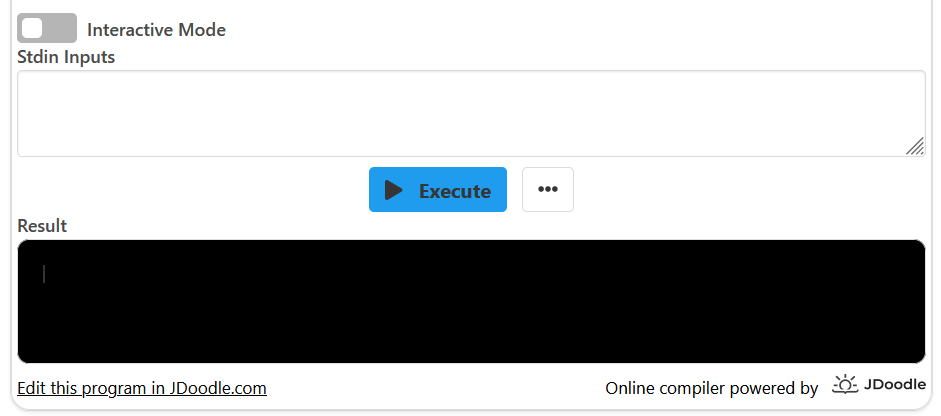 Interactive Mode
Stdin Inputs
Execute
Result
Edit this program in JDoodle.com
Online compiler powered by JDoodle